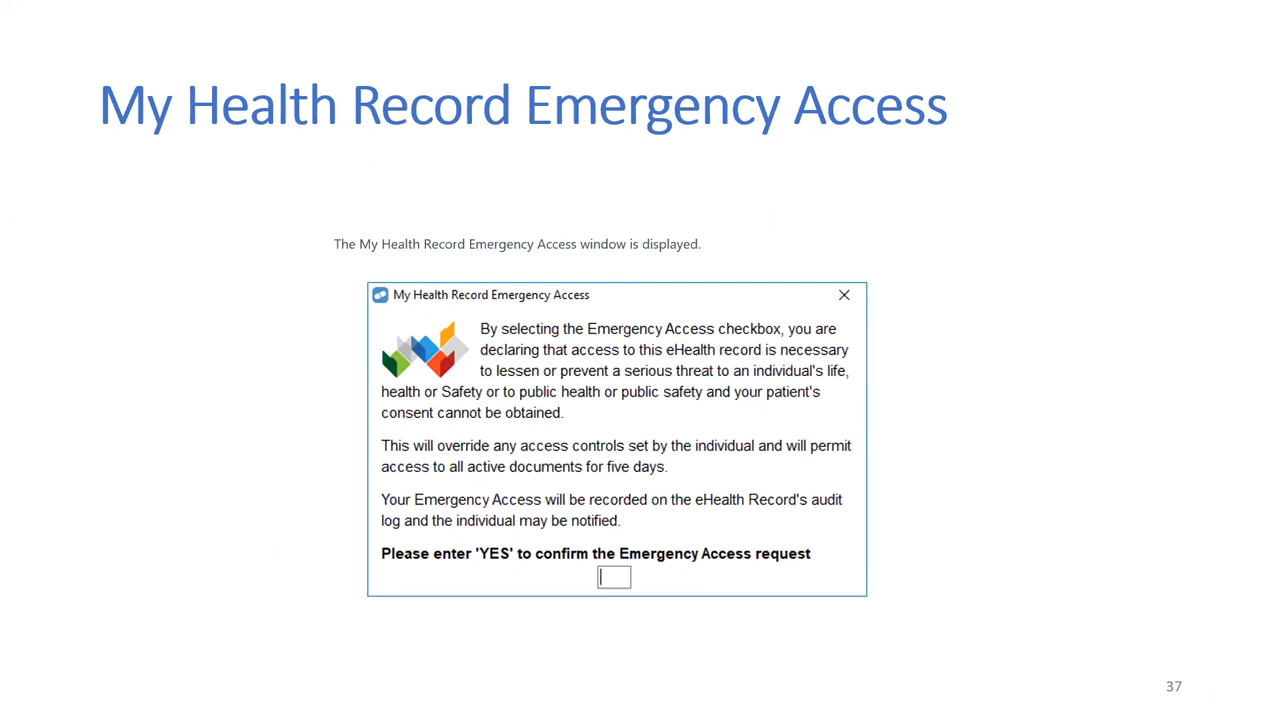 My Health Record Emergency Access
The My Health Record Emergency Access window is displayed.
My Health Record Emergency Access
By selecting the Emergency Access checkbox, you are
declaring that access to this eHealth record is necessary
to lessen or prevent a serious threat to an individual's life,
health or Safety or to public health or public safety and your patient's
consent cannot be obtained.
This will override any access controls set by the individual and will permit
access to all active documents for five days.
Your Emergency Access will be recorded on the eHealth Record's audit
log and the individual may be notified.
Please enter 'YES' to confirm the Emergency Access request
37